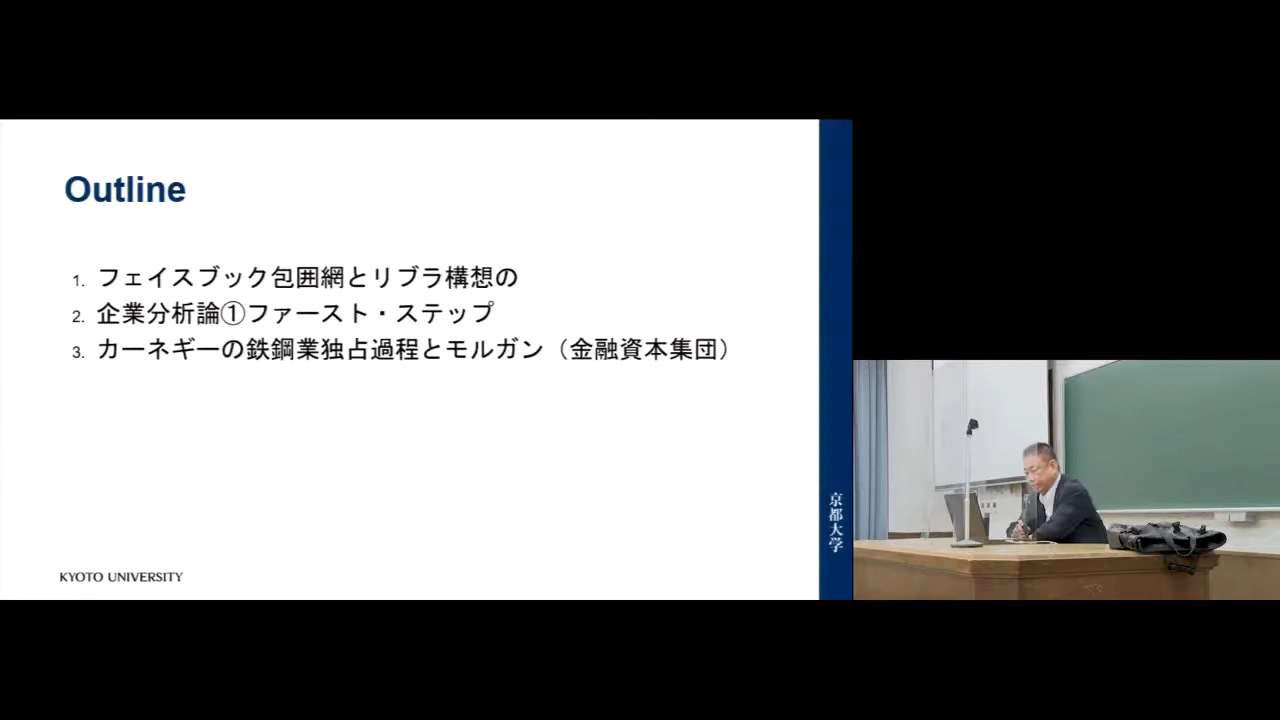 Outline
1. フェイスブック包囲網とリブラ構想の
2. 企業分析論①ファースト・ステップ
3. カーネギーの鉄鋼業独占過程とモルガン（金融資本集団）
京都大学
KYOTO UNIVERSITY